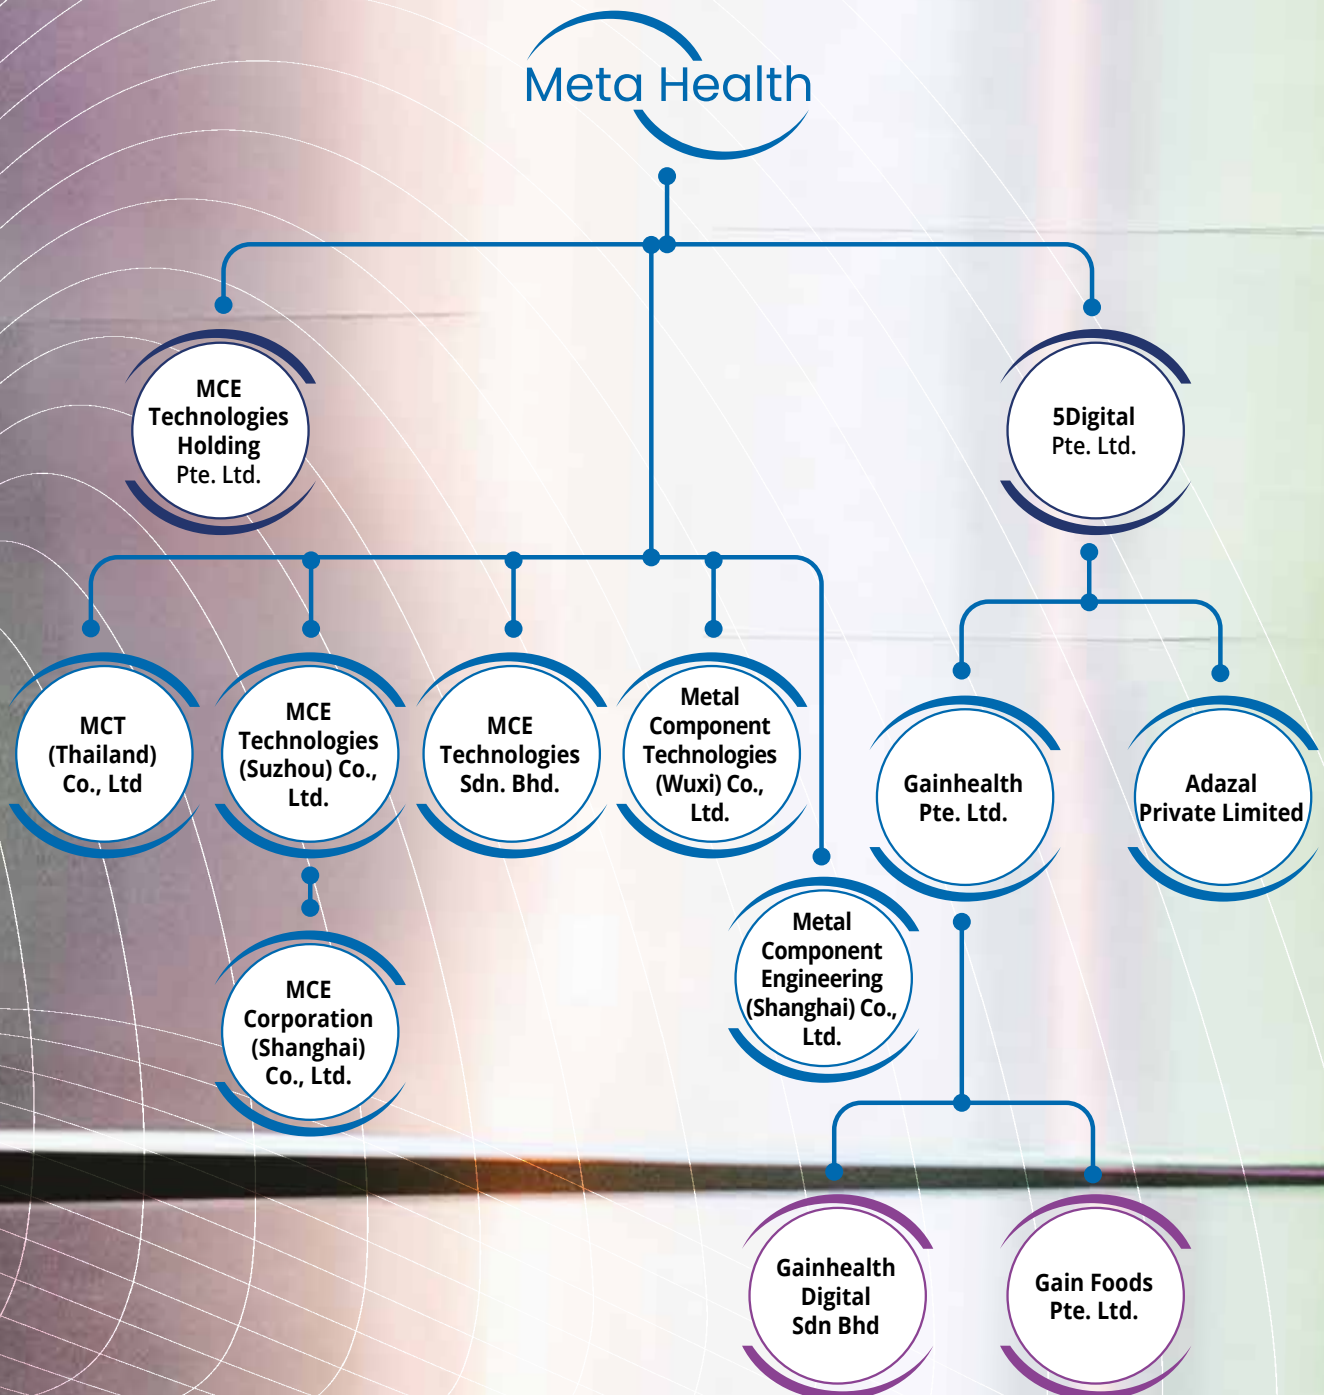 Meta Health
MCE
Technologies
Holding
Pte. Ltd.
5Digital
Pte. Ltd.
MCT
(Thailand)
Co., Ltd
MCE
Technologies
(Suzhou) Co.,
Ltd.
MCE
Technologies
Sdn. Bhd.
Metal
Component
Technologies
(Wuxi) Co.,
Ltd.
Gainhealth
Pte. Ltd.
Adazal
Private Limited
MCE
Corporation
(Shanghai)
Co., Ltd.
Metal
Component
Engineering
(Shanghai) Co.,
Ltd.
Gainhealth
Digital
Sdn Bhd
Gain Foods
Pte. Ltd.